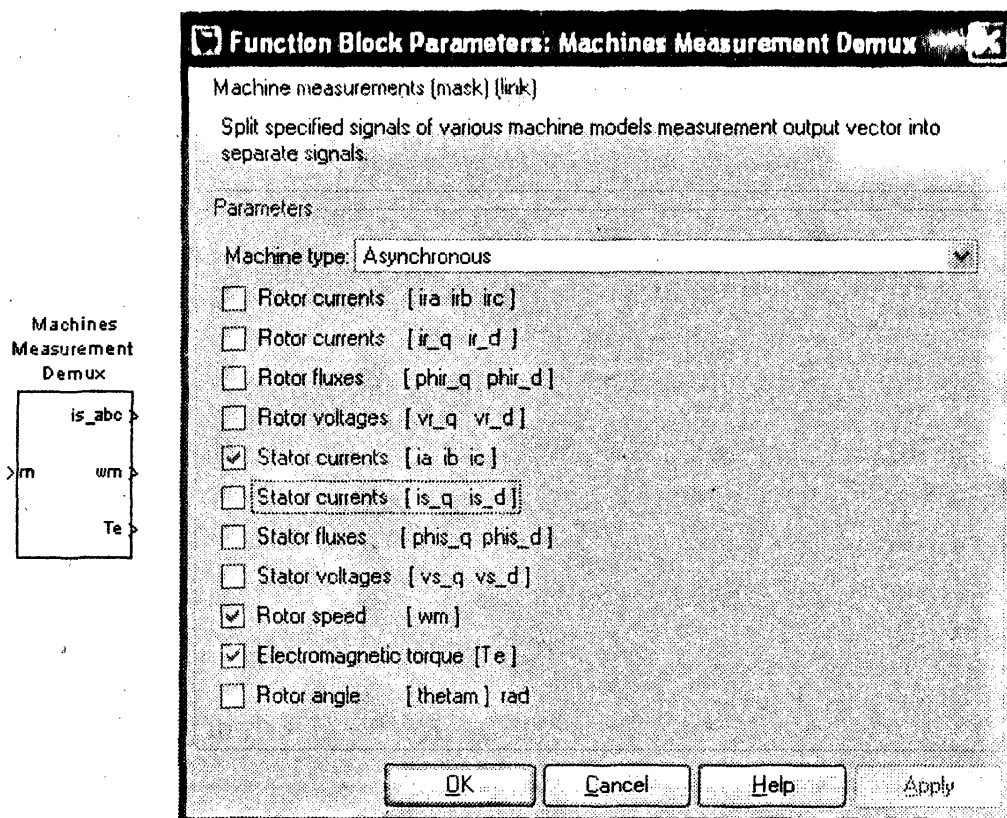 Function Block Parameters: Machines Measurement Demux
Machine measurements (mask) (link)
Split specified signals of various machine models measurement output vector into
separate signals.
Parameters
Machine type: Asynchronous
Rotor currents [ ira irb irc ]
Rotor currents [ ir_q ir_d ]
Rotor fluxes [ phir_q phir_d ]
Rotor voltages [ vr_q vr_d ]
Stator currents [ ia ib ic ]
Stator currents [ is_q is_d ]
Stator fluxes [ phis_q phis_d ]
Stator voltages [ vs_q vs_d ]
Rotor speed [ wm ]
Electromagnetic torque [Te ]
Rotor angle [ thetam ] rad
OK Cancel Help Apply
Machines
Measurement
Demux
is_abc
m wm
Te